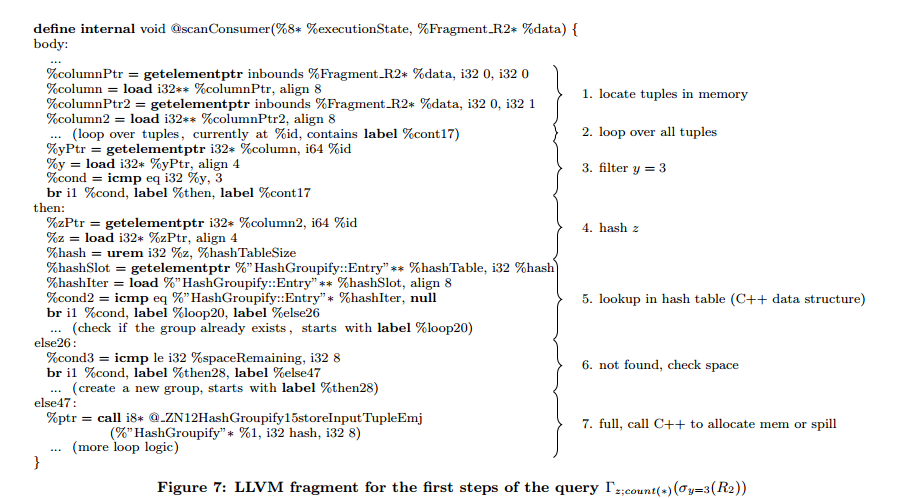 define internal void @scanConsumer(%8* %executionState, %Fragment_R2* %data) {
body:
...
%columnPtr = getelementptr inbounds %Fragment_R2* %data, i32 0, i32 0
%column = load i32** %columnPtr, align 8
%columnPtr2 = getelementptr inbounds %Fragment_R2* %data, i32 0, i32 1
%column2 = load i32** %columnPtr2, align 8
1. locate tuples in memory
... (loop over tuples, currently at %id, contains label %cont17)
2. loop over all tuples
%yPtr = getelementptr i32* %column, i64 %id
%y = load i32* %yPtr, align 4
%cond = icmp eq i32 %y, 3
br i1 %cond, label %then, label %cont17
3. filter y = 3
then:
%zPtr = getelementptr i32* %column2, i64 %id
%z = load i32* %zPtr, align 4
%hash = urem i32 %z, %hashTableSize
4. hash z
%hashSlot = getelementptr %"HashGroupify::Entry"** %hashTable, i32 %hash
%hashIter = load %"HashGroupify::Entry"** %hashSlot, align 8
%cond2 = icmp eq %"HashGroupify::Entry"* %hashIter, null
br i1 %cond, label %loop20, label %else26
... (check if the group already exists, starts with label %loop20)
5. lookup in hash table (C++ data structure)
else26:
%cond3 = icmp le i32 %spaceRemaining, i32 8
br i1 %cond, label %then28, label %else47
... (create a new group, starts with label %then28)
6. not found, check space
else47:
%ptr = call i8* @_ZN12HashGroupify15storeInputTupleEmj
(%"HashGroupify"* %1, i32 hash, i32 8)
... (more loop logic)
7. full, call C++ to allocate mem or spill
}
Figure 7: LLVM fragment for the first steps of the query Γz;count(*)(σy=3(R2))